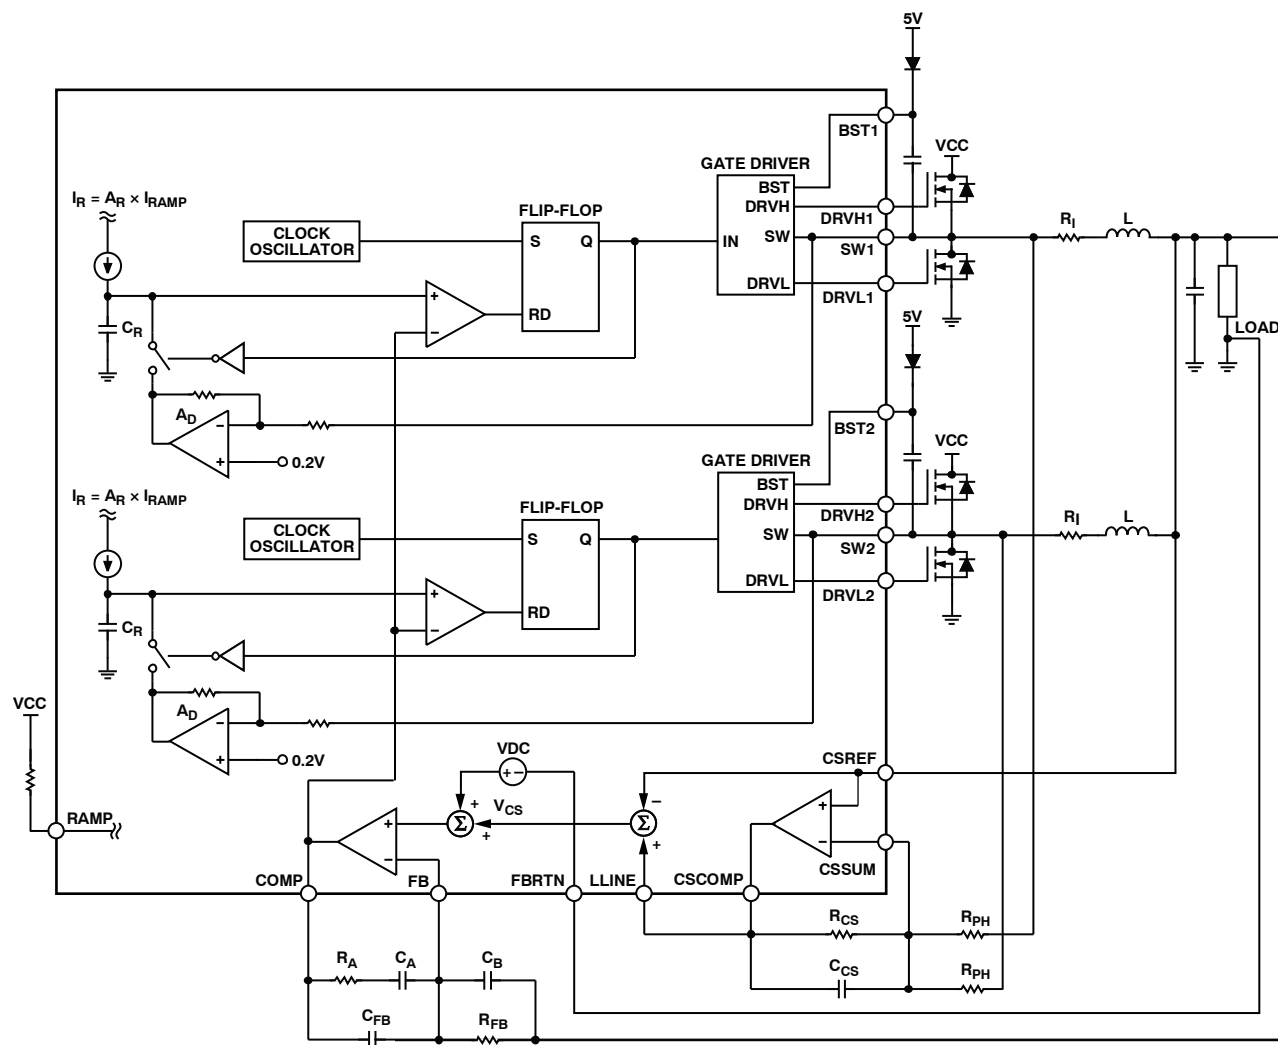 5V
BST1
VCC
GATE DRIVER
BST
DRVH
DRVH1
IN
SW
SW1
DRVL
DRVL1
I_R = A_R × I_RAMP
FLIP-FLOP
CLOCK
OSCILLATOR
S
Q
R_I
L
+
–
RD
C_R
5V
LOAD
A_D
–
+
0.2V
BST2
VCC
GATE DRIVER
BST
DRVH
DRVH2
SW
SW2
DRVL
DRVL2
I_R = A_R × I_RAMP
FLIP-FLOP
CLOCK
OSCILLATOR
S
Q
R_I
L
+
–
RD
C_R
VCC
A_D
–
+
0.2V
VDC
+ –
CSREF
RAMP
+
Σ
+
V_CS
–
Σ
+
+
–
+
–
CSSUM
COMP
FB
FBRTN
LLINE
CSCOMP
R_CS
R_PH
R_A
C_A
C_B
C_CS
R_PH
C_FB
R_FB